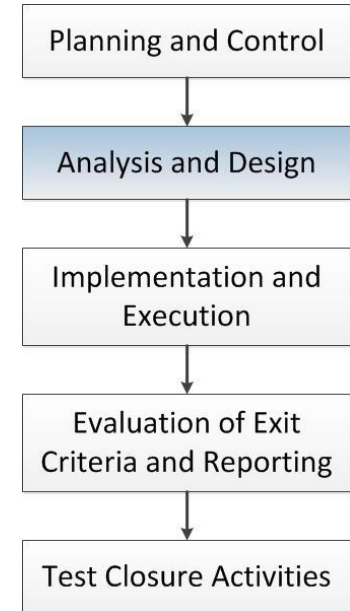 Planning and Control
Analysis and Design
Implementation and
Execution
Evaluation of Exit
Criteria and Reporting
Test Closure Activities